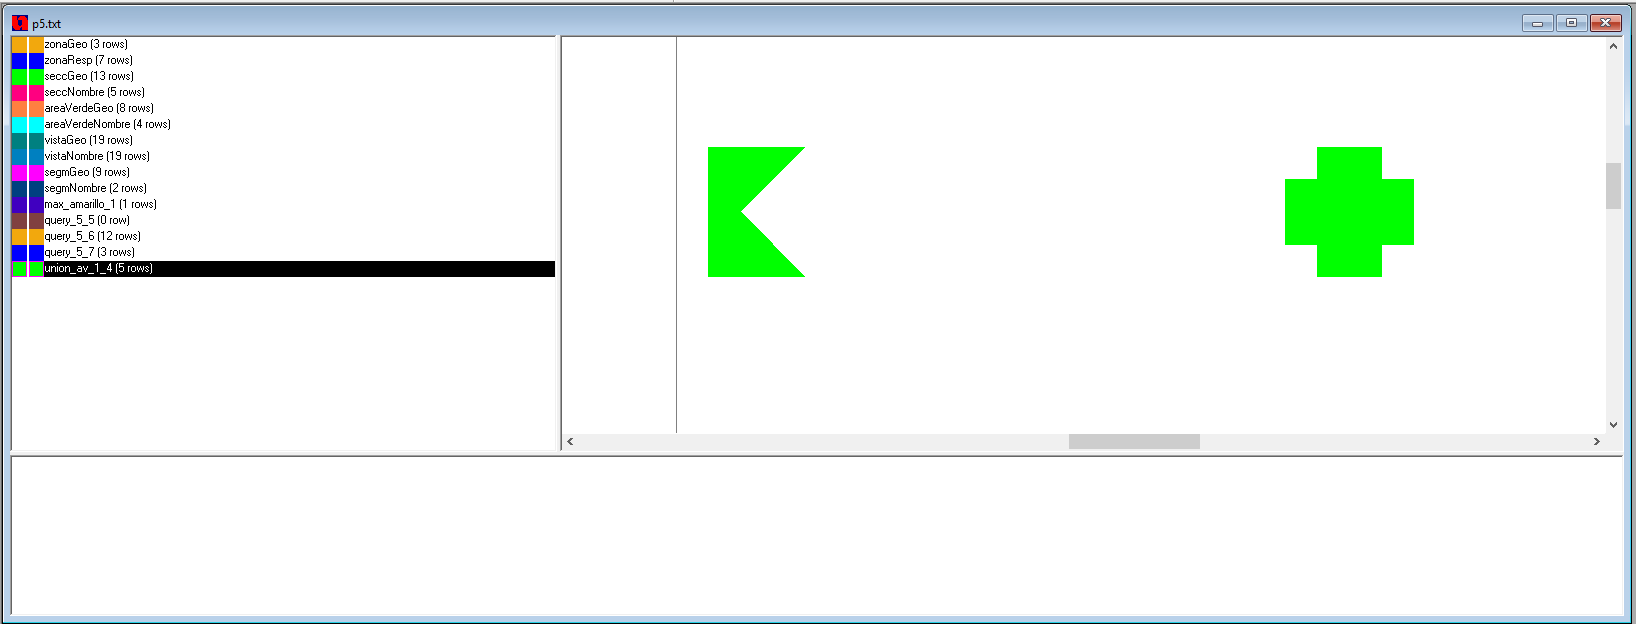 p5.txt
zonaGeo (3 rows)
zonaResp (7 rows)
seccGeo (13 rows)
seccNombre (5 rows)
areaVerdeGeo (8 rows)
areaVerdeNombre (4 rows)
vistaGeo (19 rows)
vistaNombre (19 rows)
segmGeo (9 rows)
segmNombre (2 rows)
max_amarillo_1 (1 rows)
query_5_5 (0 row)
query_5_6 (12 rows)
query_5_7 (3 rows)
union_av_1_4 (5 rows)